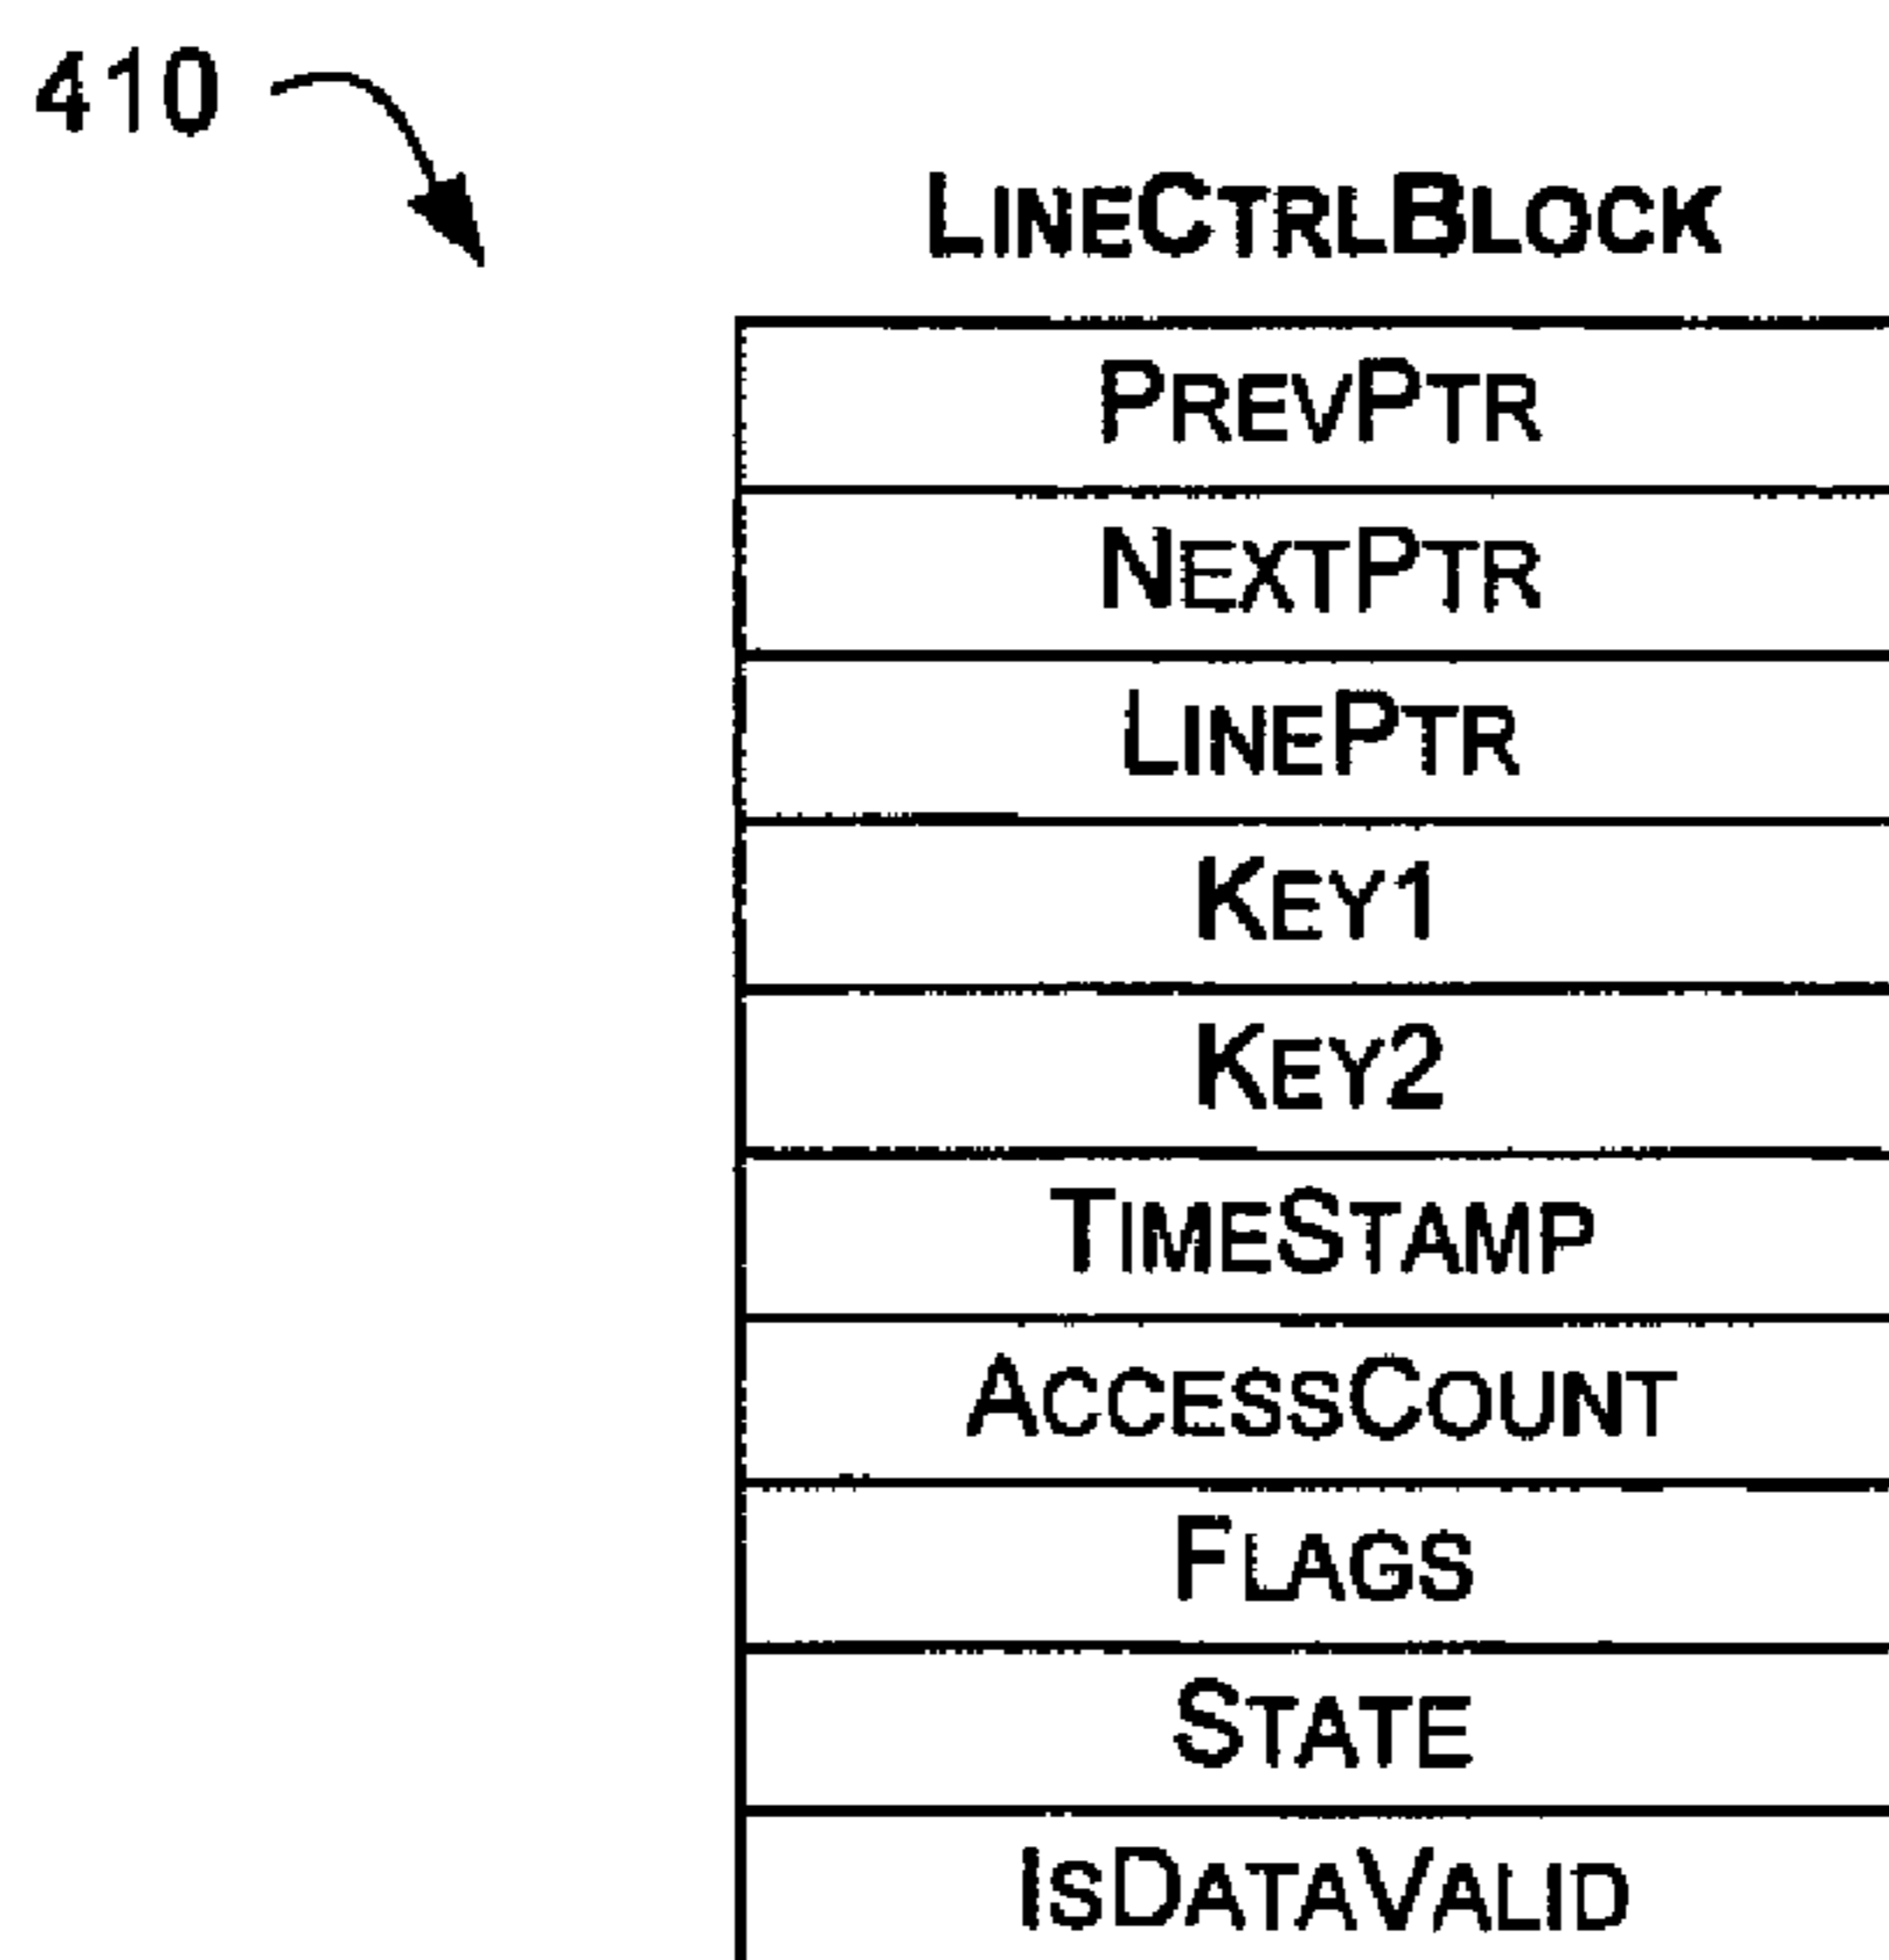 410
LINECTRLBLOCK
PREVPTR
NEXTPTR
LINEPTR
KEY1
KEY2
TIMESTAMP
ACCESSCOUNT
FLAGS
STATE
ISDATAVALID